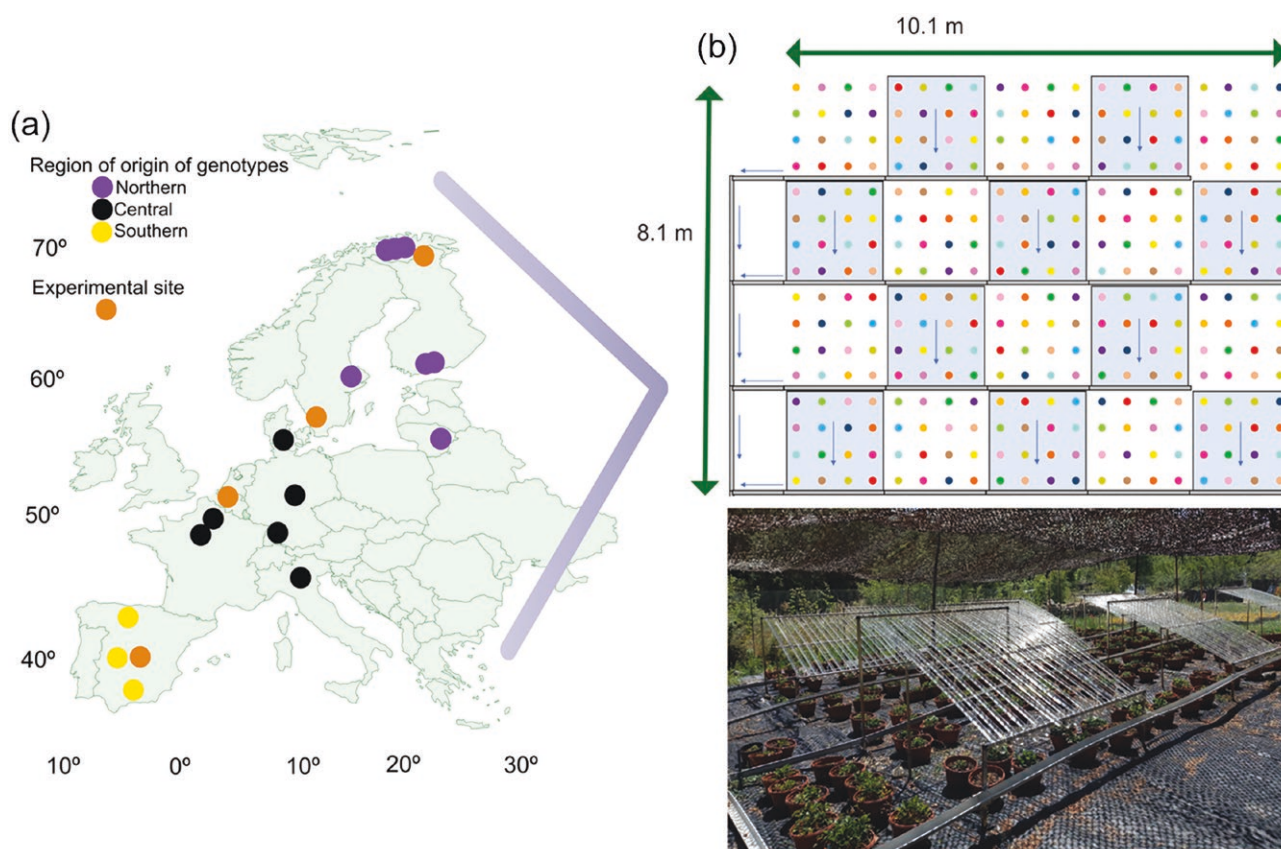 (a)
Region of origin of genotypes
Northern
Central
Southern
Experimental site
70º
60º
50º
40º
10º 0º 10º 20º 30º
(b)
10.1 m
8.1 m